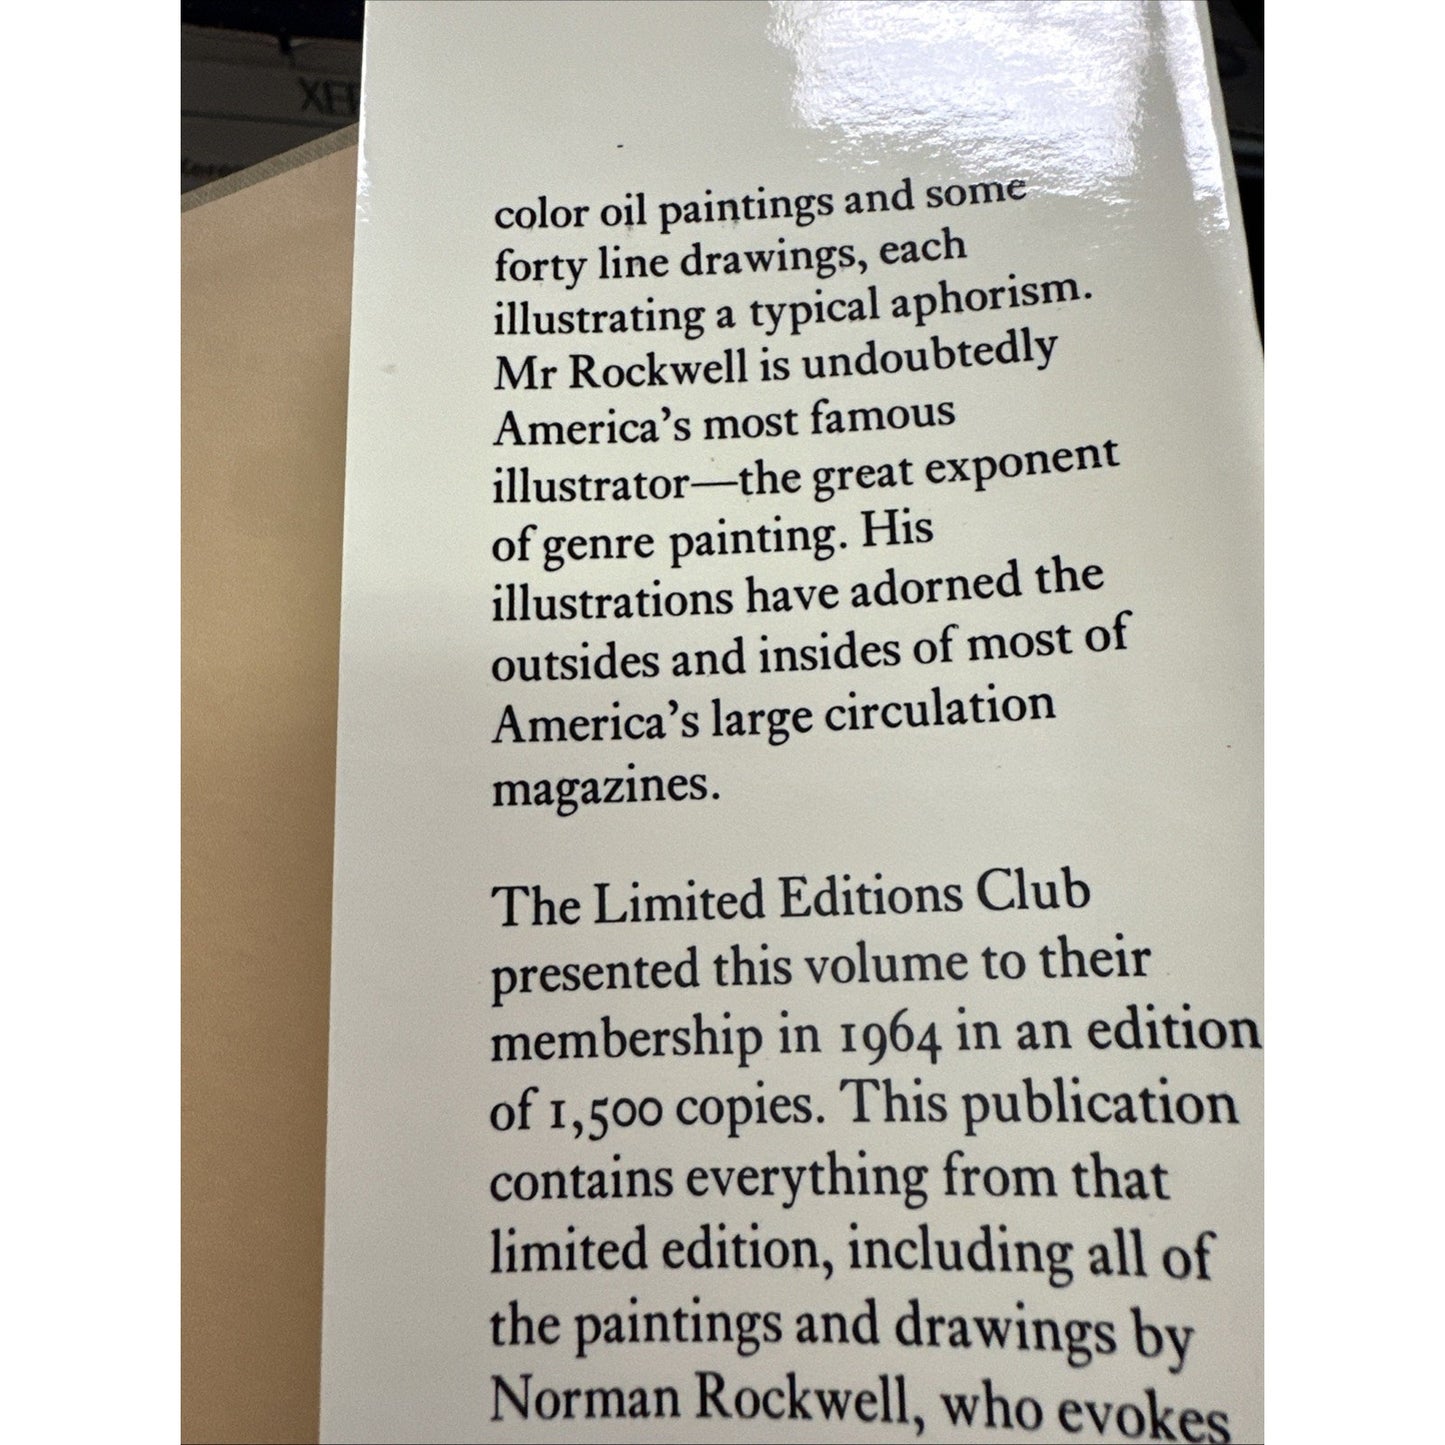 XEI
color oil paintings and some
forty line drawings, each
illustrating a typical aphorism.
Mr Rockwell is undoubtedly
America's most famous
illustrator—the great exponent
of genre painting. His
illustrations have adorned the
outsides and insides of most of
America's large circulation
magazines.
The Limited Editions Club
presented this volume to their
membership in 1964 in an edition
of 1,500 copies. This publication
contains everything from that
limited edition, including all of
the paintings and drawings by
Norman Rockwell, who evokes